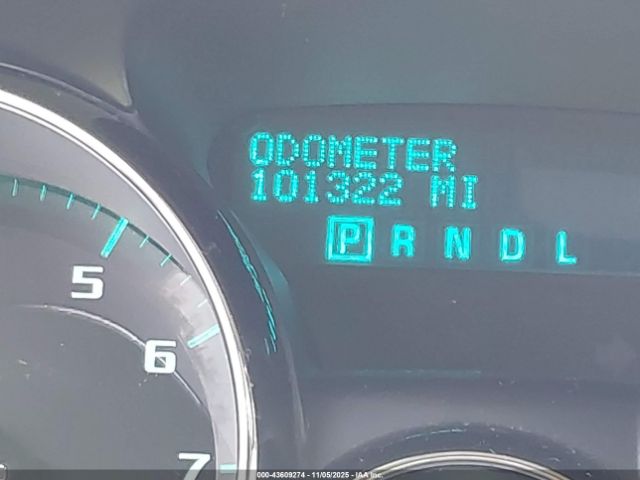 ODOMETER
101322 MI
P R N D L
5
6
7
000-43609274 - 11/05/2025 - IAA Inc.